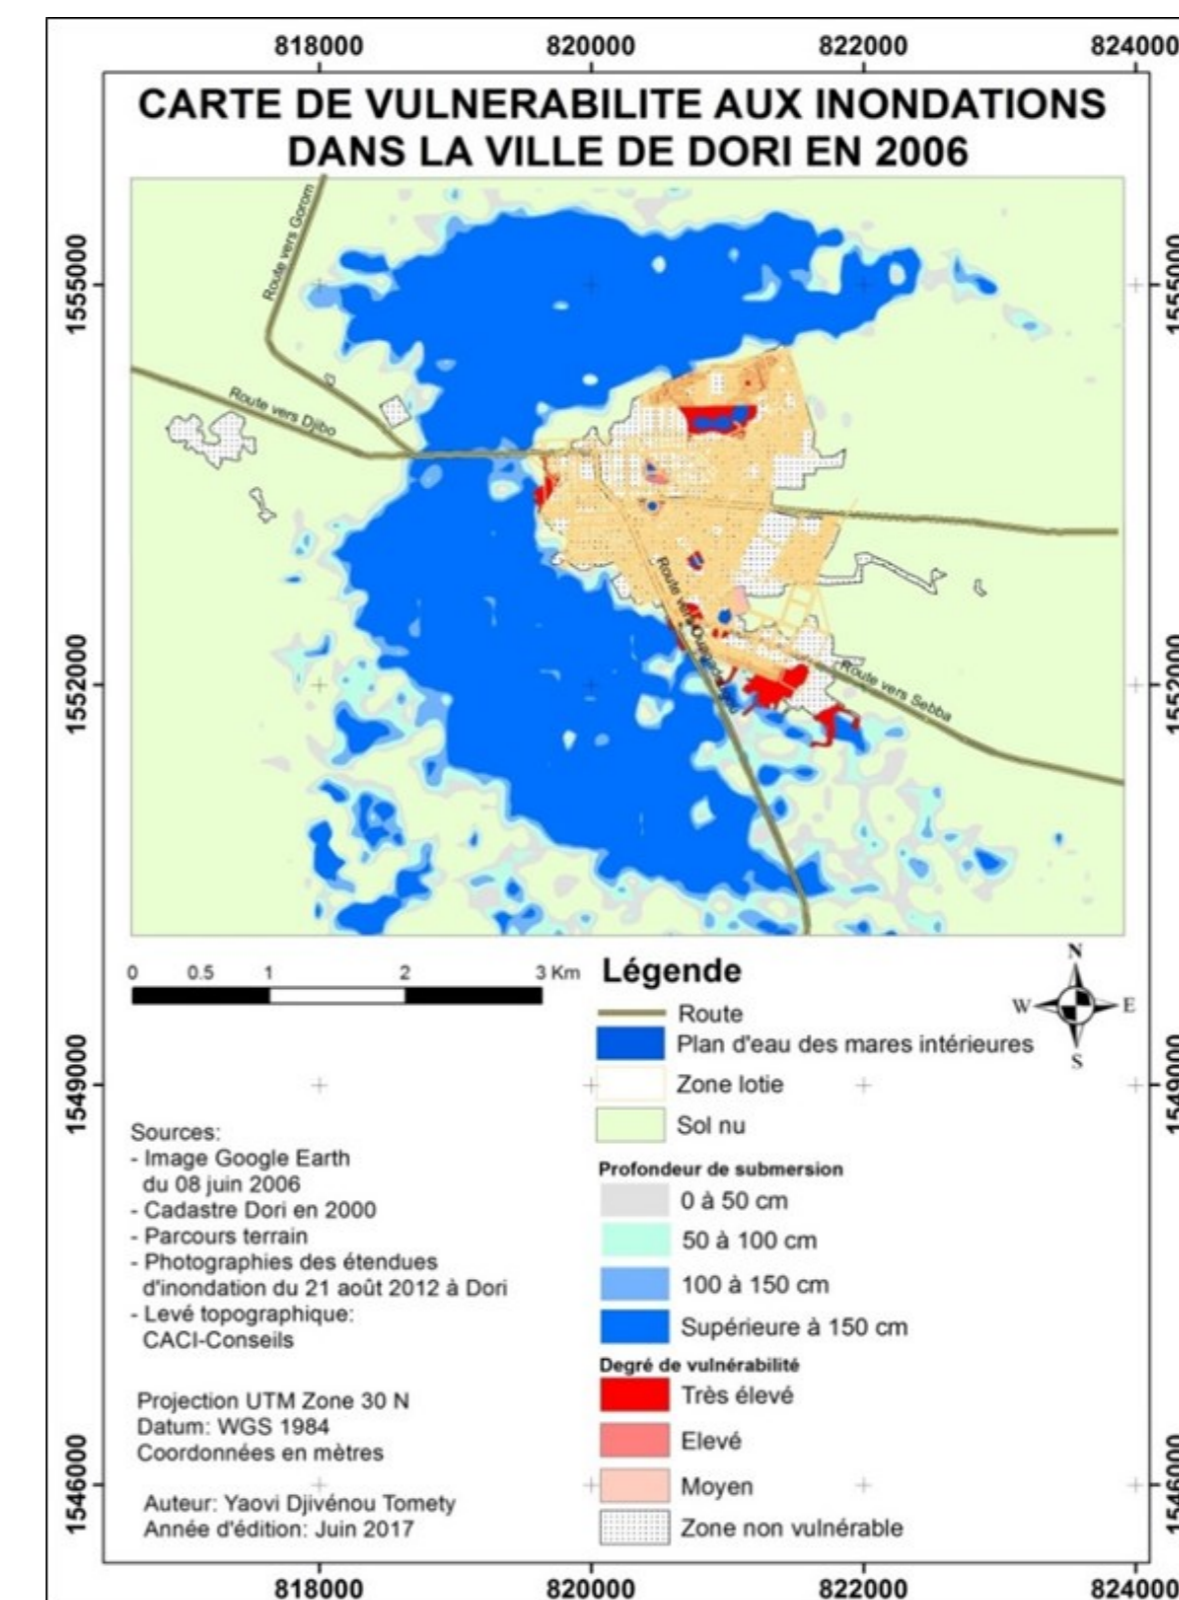 818000 820000 822000 824000
CARTE DE VULNERABILITE AUX INONDATIONS
DANS LA VILLE DE DORI EN 2006
Route vers Gorom
1555000
1555000
Route vers Djibo
Route vers
1552000
1552000
Route vers Sebba
0 0.5 1 2 3 Km
Légende
N
W E
S
Route
Plan d'eau des mares intérieures
Zone lotie
Sol nu
1549000
1549000
Profondeur de submersion
0 à 50 cm
50 à 100 cm
100 à 150 cm
Supérieure à 150 cm
Degré de vulnérabilité
Très élevé
Elevé
Moyen
Zone non vulnérable
Sources:
- Image Google Earth
du 08 juin 2006
- Cadastre Dori en 2000
- Parcours terrain
- Photographies des étendues
d'inondation du 21 août 2012 à Dori
- Levé topographique:
CACI-Conseils
Projection UTM Zone 30 N
Datum: WGS 1984
Coordonnées en mètres
1546000
1546000
Auteur: Yaovi Djivénou Tomety
Année d'édition: Juin 2017
818000 820000 822000 824000